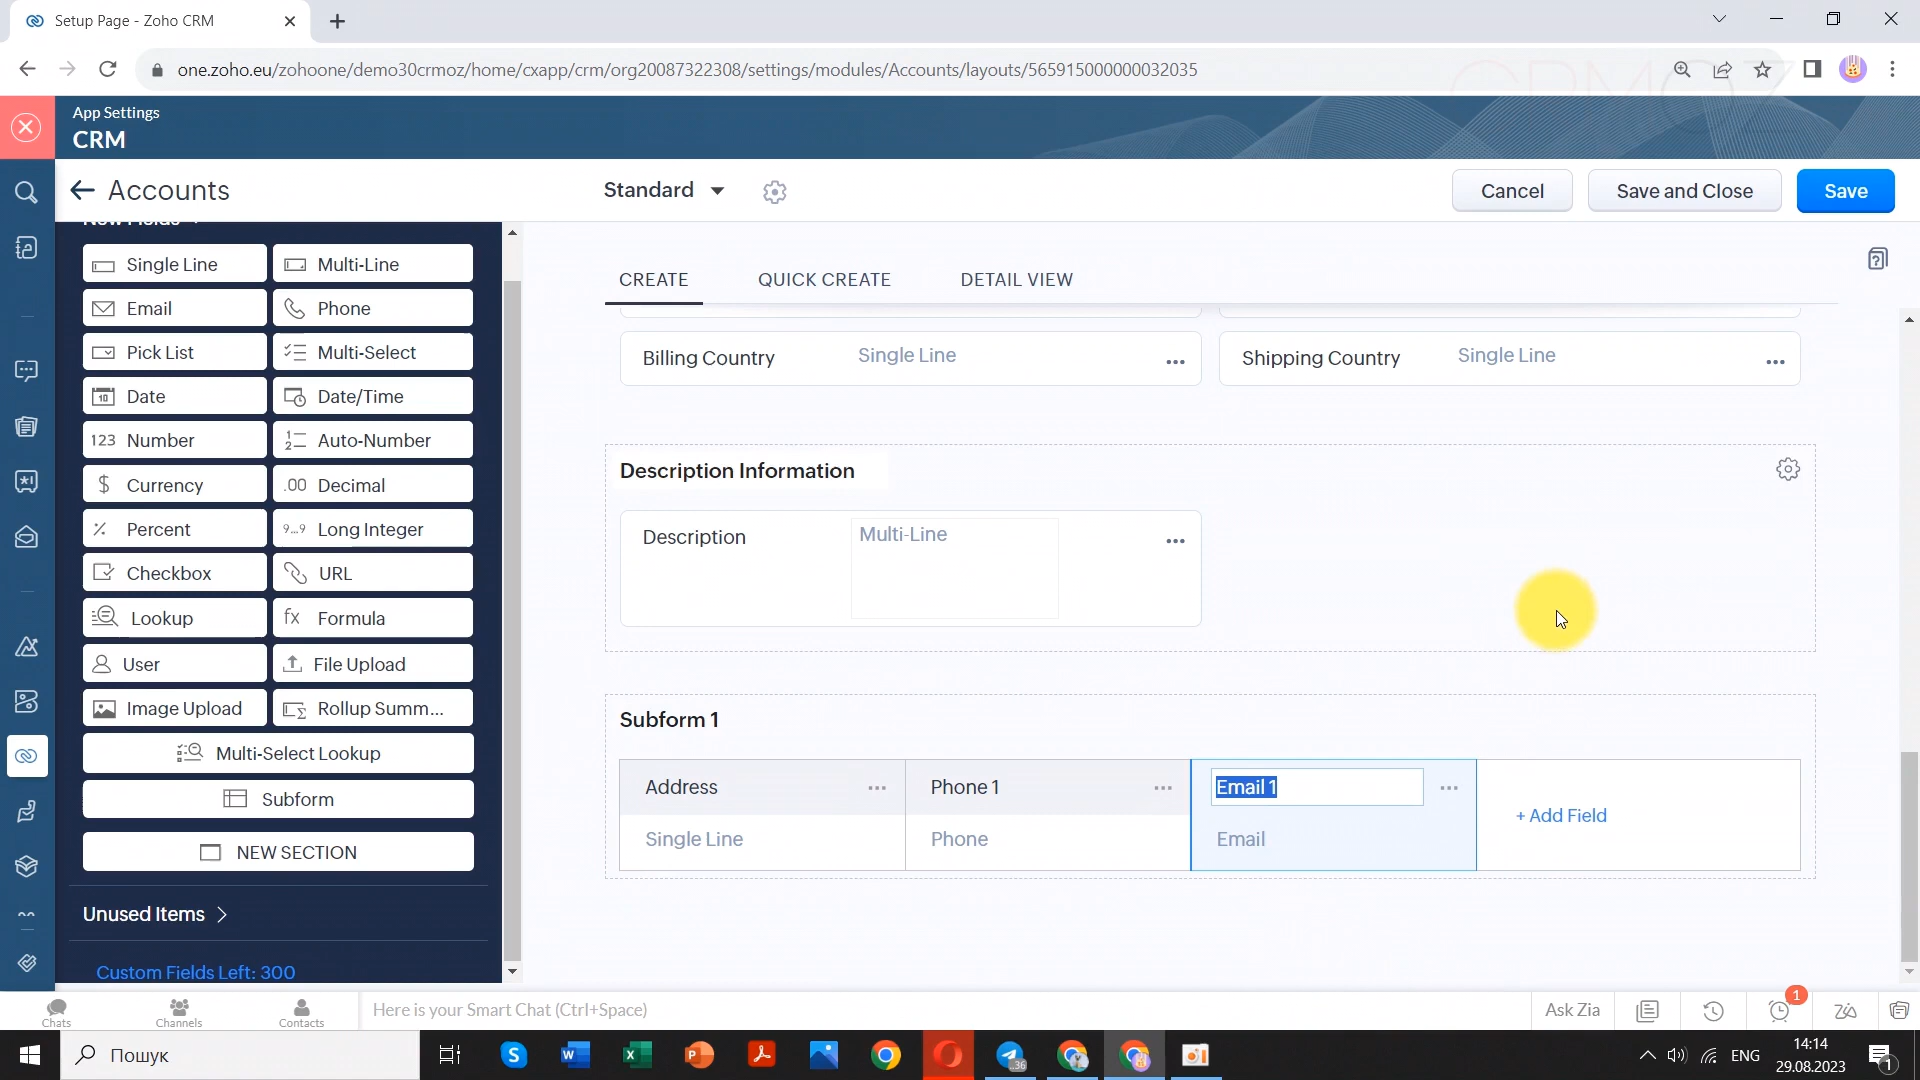 Setup Page - Zoho CRM
one.zoho.eu/zohoone/demo30crmoz/home/cxapp/crm/org20087322308/settings/modules/Accounts/layouts/565915000000032035
App Settings
CRM
Accounts
Standard
Cancel
Save and Close
Save
New Fields
Single Line
Multi-Line
Email
Phone
Pick List
Multi-Select
Date
Date/Time
Number
Auto-Number
Currency
Decimal
Percent
Long Integer
Checkbox
URL
Lookup
Formula
User
File Upload
Image Upload
Rollup Summ...
Multi-Select Lookup
Subform
NEW SECTION
Unused Items
Custom Fields Left: 300
CREATE
QUICK CREATE
DETAIL VIEW
Billing Country
Single Line
Shipping Country
Single Line
Description Information
Description
Multi-Line
Subform 1
Address
Phone 1
Email 1
+ Add Field
Single Line
Phone
Email
Chats
Channels
Contacts
Here is your Smart Chat (Ctrl+Space)
Ask Zia
1
Пошук
36
ENG
14:14
29.08.2023
1